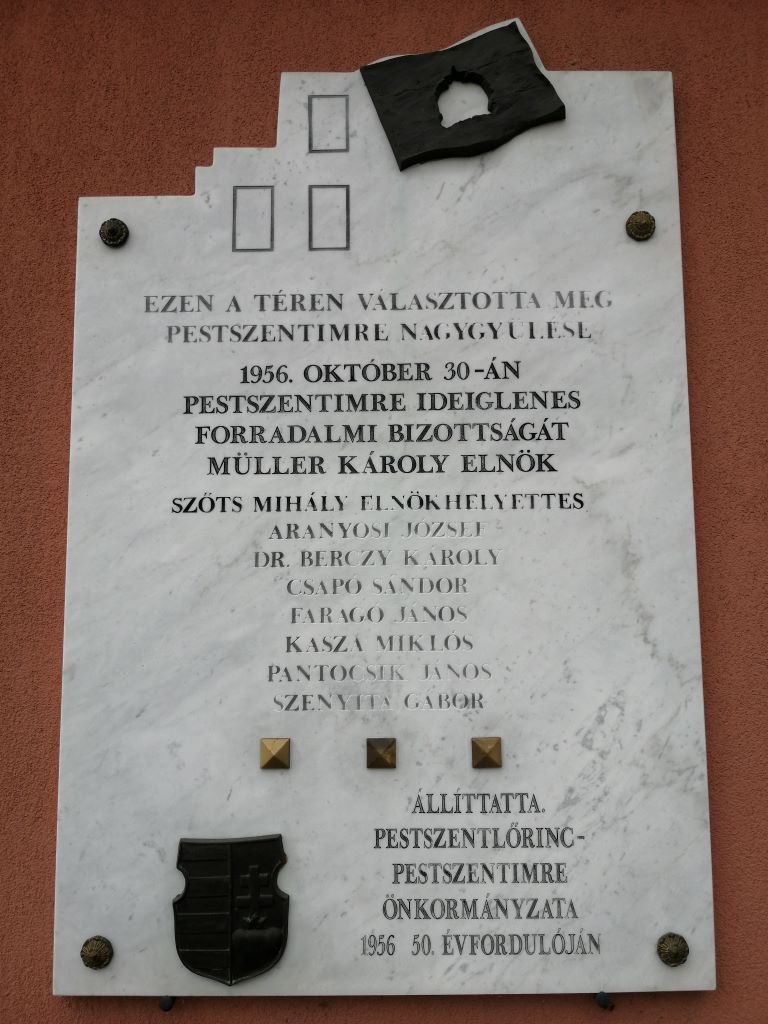 EZEN A TÉREN VÁLASZTOTTA MEG
PESTSZENTIMRE NAGYGYŰLÉSE
1956. OKTÓBER 30-ÁN
PESTSZENTIMRE IDEIGLENES
FORRADALMI BIZOTTSÁGÁT
MÜLLER KÁROLY ELNÖK
SZŐTS MIHÁLY ELNÖKHELYETTES
ARANYOSI JÓZSEF
DR. BERCZY KÁROLY
CSAPÓ SÁNDOR
FARAGÓ JÁNOS
KASZA MIKLÓS
PANTOCSIK JÁNOS
SZENYITA GÁBOR
ÁLLÍTTATTA.
PESTSZENTLŐRINC-
PESTSZENTIMRE
ÖNKORMÁNYZATA
1956 50. ÉVFORDULÓJÁN